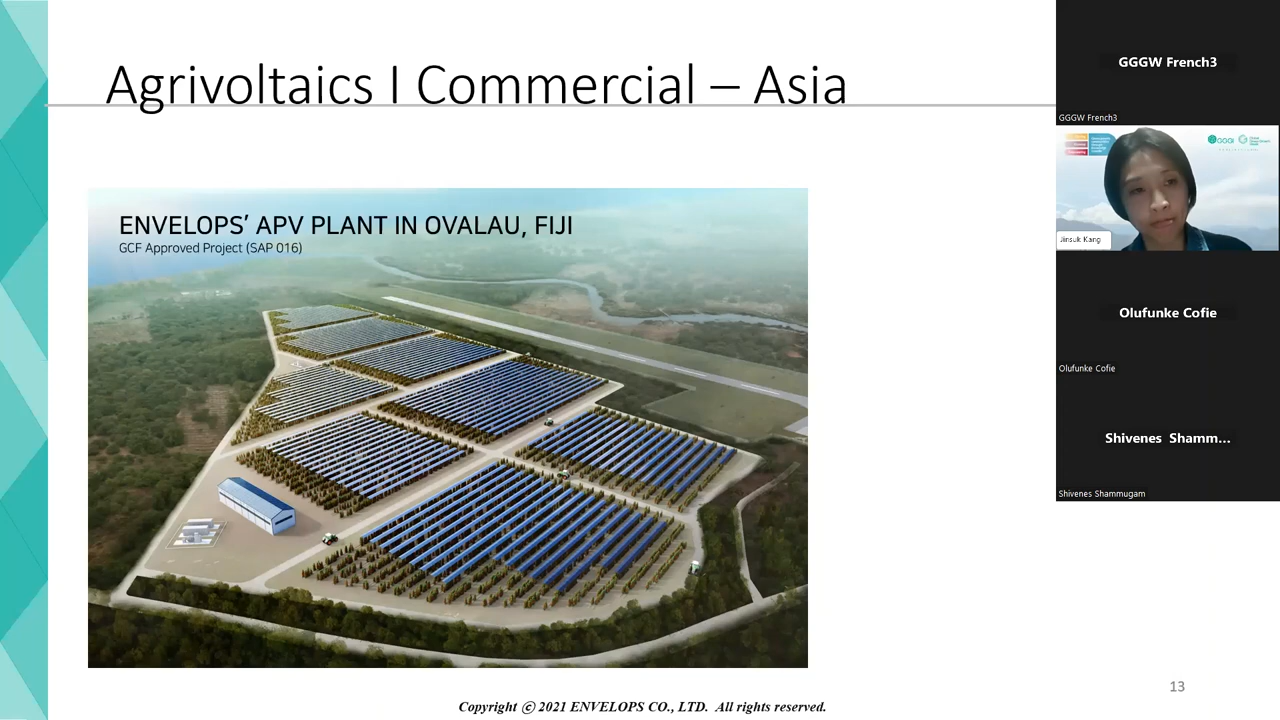 Agrivoltaics I Commercial – Asia
ENVELOPS' APV PLANT IN OVALAU, FIJI
GCF Approved Project (SAP 016)
Copyright ⓒ 2021 ENVELOPS CO., LTD. All rights reserved.
13
GGGW French3
GGGW French3
GGGI
Jinsuk Kang
Olufunke Cofie
Olufunke Cofie
Shivenes Shamm...
Shivenes Shammugam